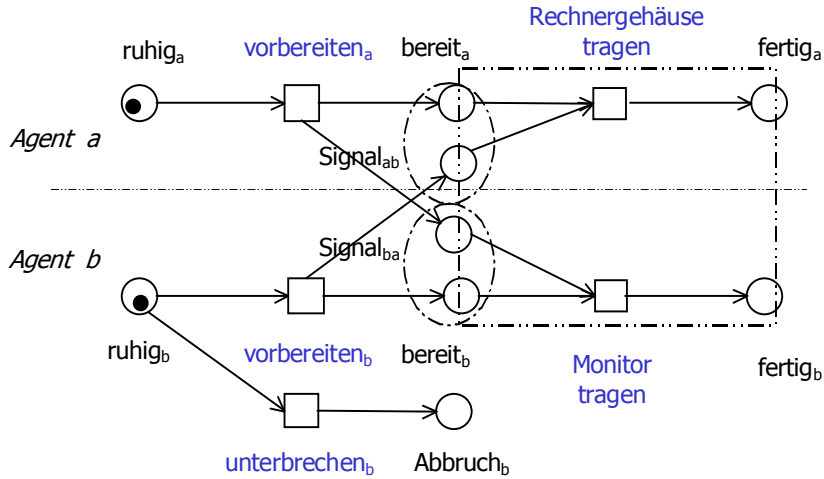 Rechnergehäuse
tragen
ruhigₐ
vorbereitenₐ
bereitₐ
fertigₐ
Agent a
Signalₐb
Signalbₐ
Agent b
ruhigb
vorbereitenb
bereitb
Monitor
tragen
fertigb
unterbrechenb
Abbruchb